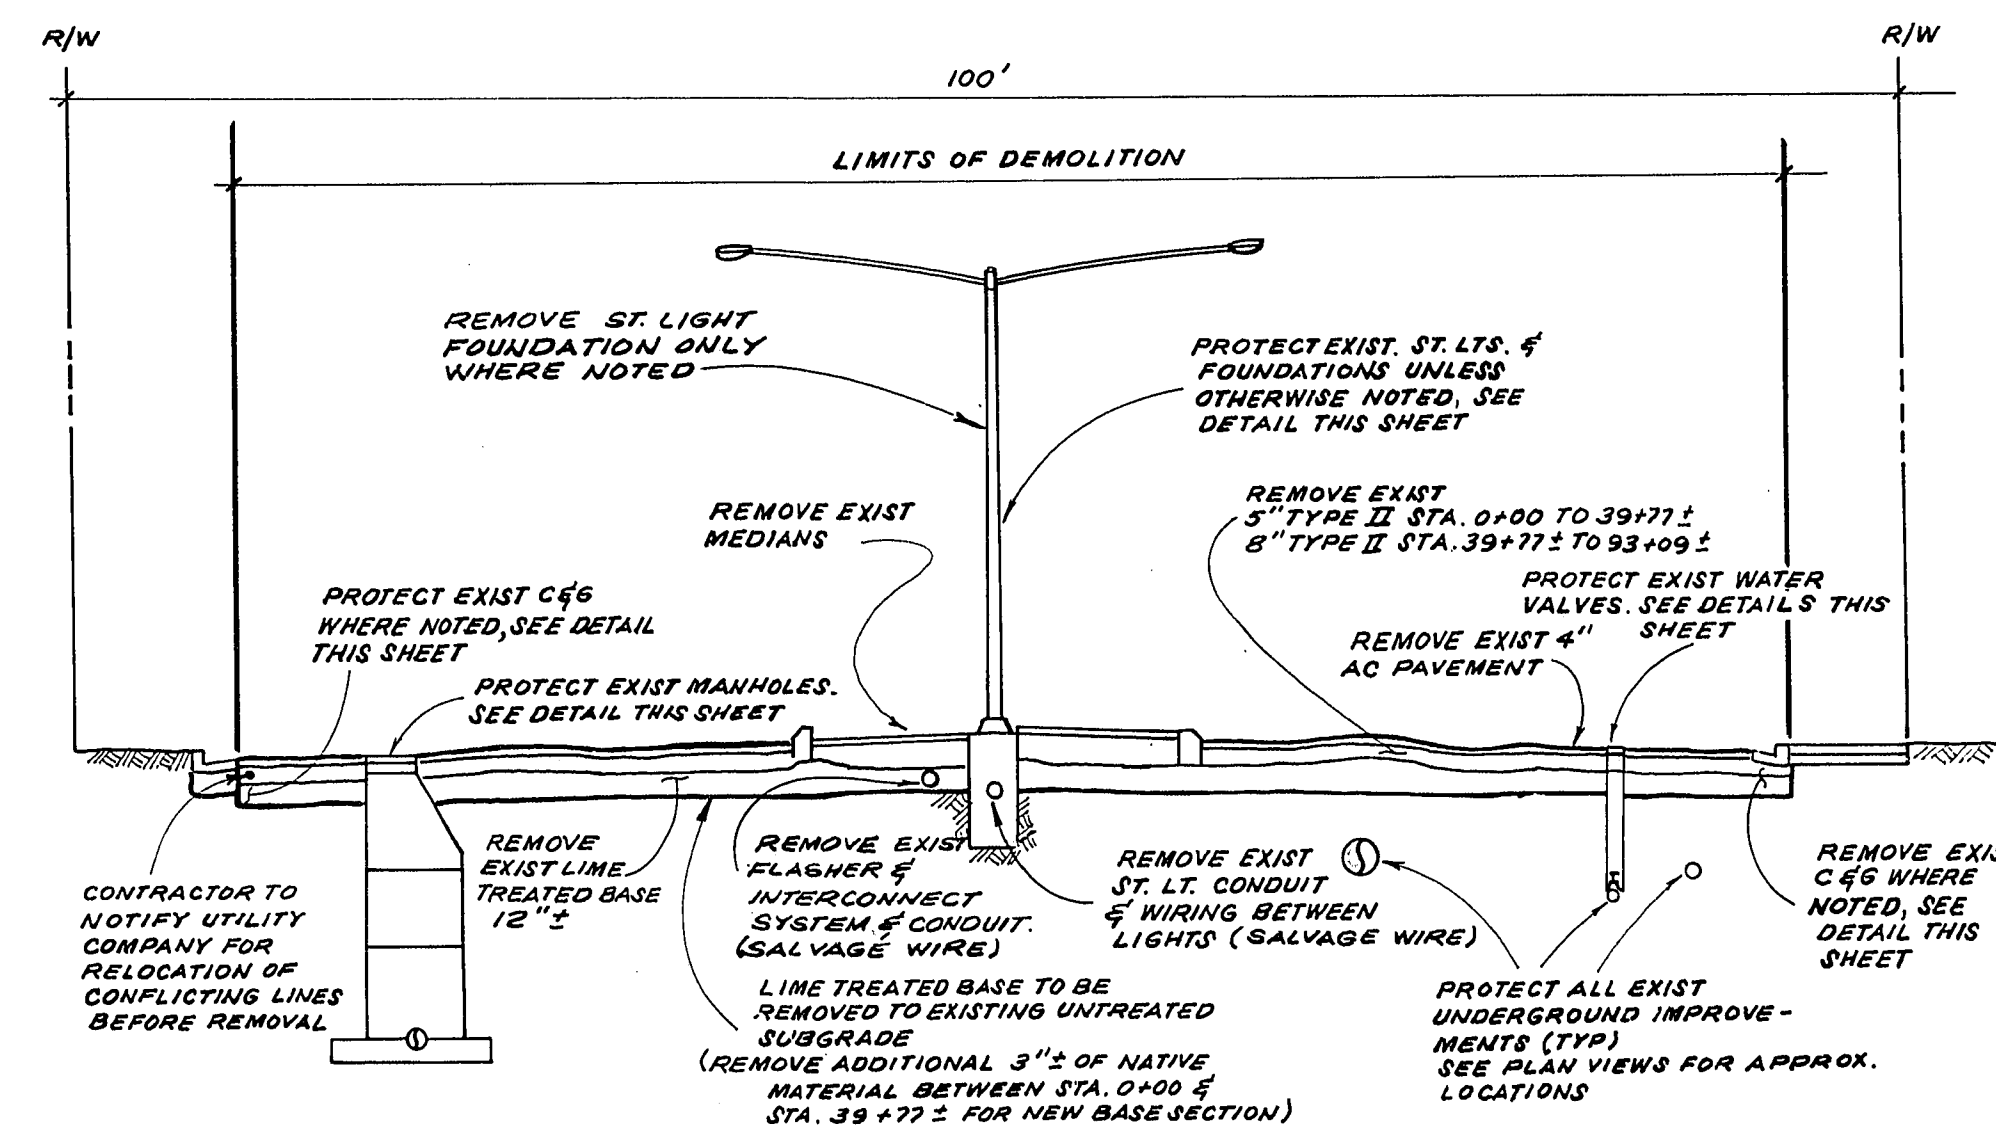 R/W
R/W
100'
LIMITS OF DEMOLITION
REMOVE ST. LIGHT
FOUNDATION ONLY
WHERE NOTED
PROTECT EXIST. ST. LTS. &
FOUNDATIONS UNLESS
OTHERWISE NOTED, SEE
DETAIL THIS SHEET
REMOVE EXIST
MEDIANS
REMOVE EXIST
5" TYPE II STA. 0+00 TO 39+77±
8" TYPE II STA. 39+77± TO 93+09±
PROTECT EXIST WATER
VALVES. SEE DETAILS THIS
SHEET
REMOVE EXIST 4"
AC PAVEMENT
PROTECT EXIST C&G
WHERE NOTED, SEE DETAIL
THIS SHEET
PROTECT EXIST MANHOLES.
SEE DETAIL THIS SHEET
CONTRACTOR TO
NOTIFY UTILITY
COMPANY FOR
RELOCATION OF
CONFLICTING LINES
BEFORE REMOVAL
REMOVE
EXIST LIME
TREATED BASE
12"±
REMOVE EXIST
FLASHER &
INTERCONNECT
SYSTEM & CONDUIT.
(SALVAGE WIRE)
REMOVE EXIST
ST. LT. CONDUIT
& WIRING BETWEEN
LIGHTS (SALVAGE WIRE)
REMOVE EXIS
C&G WHERE
NOTED, SEE
DETAIL THIS
SHEET
LIME TREATED BASE TO BE
REMOVED TO EXISTING UNTREATED
SUBGRADE
(REMOVE ADDITIONAL 3"± OF NATIVE
MATERIAL BETWEEN STA. 0+00 &
STA. 39+77± FOR NEW BASE SECTION)
PROTECT ALL EXIST
UNDERGROUND IMPROVE-
MENTS (TYP)
SEE PLAN VIEWS FOR APPROX.
LOCATIONS